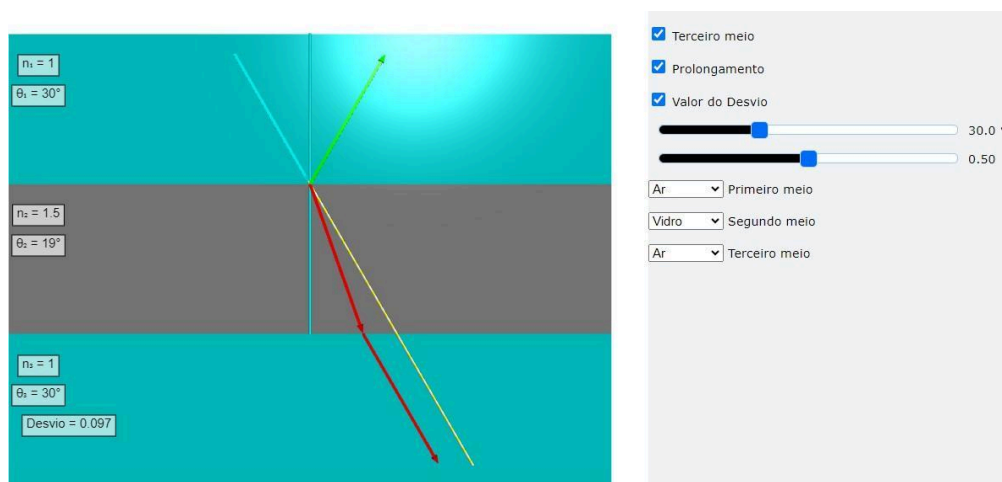 n₁ = 1
θ₁ = 30°
n₂ = 1.5
θ₂ = 19°
n₃ = 1
θ₃ = 30°
Desvio = 0.097
Terceiro meio
Prolongamento
Valor do Desvio
30.0 °
0.50
Ar Primeiro meio
Vidro Segundo meio
Ar Terceiro meio